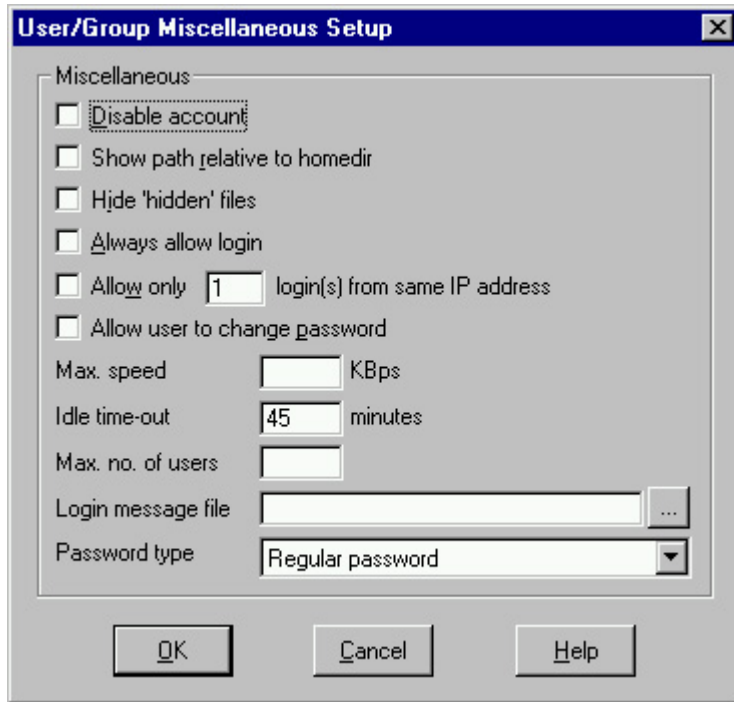 User/Group Miscellaneous Setup
Miscellaneous
Disable account
Show path relative to homedir
Hide 'hidden' files
Always allow login
Allow only 1 login(s) from same IP address
Allow user to change password
Max. speed KBps
Idle time-out 45 minutes
Max. no. of users
Login message file ...
Password type Regular password
OK Cancel Help